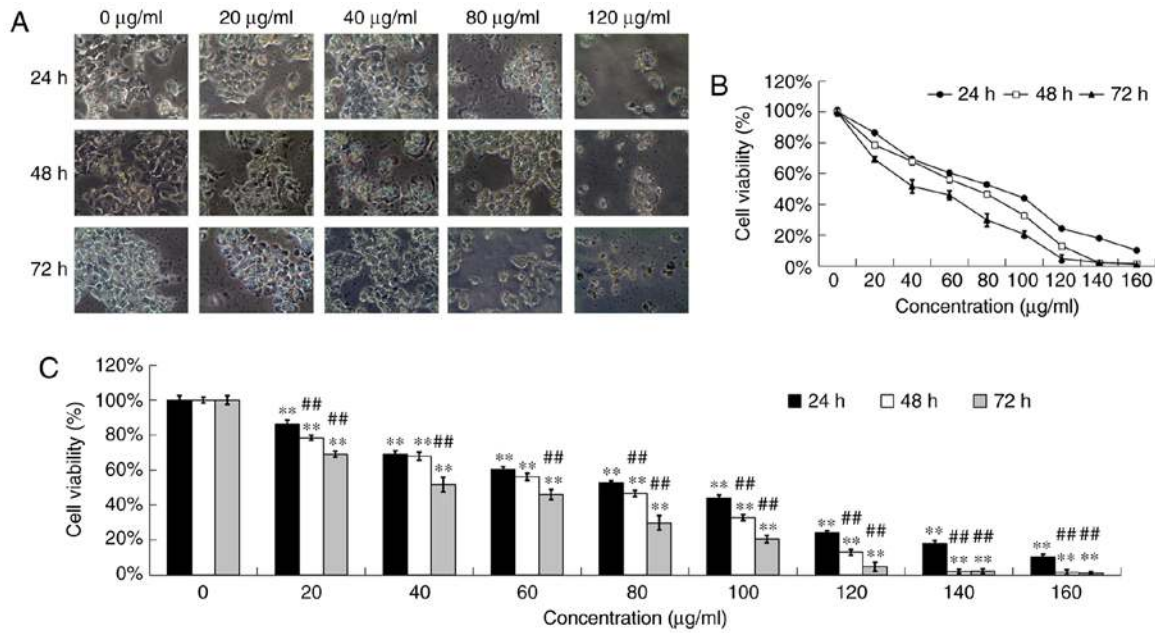 A
0 µg/ml 20 µg/ml 40 µg/ml 80 µg/ml 120 µg/ml
24 h
48 h
72 h
B
24 h 48 h 72 h
Cell viability (%)
120%
100%
80%
60%
40%
20%
0%
0 20 40 60 80 100 120 140 160
Concentration (µg/ml)
C
24 h 48 h 72 h
Cell viability (%)
120%
100%
80%
60%
40%
20%
0%
** ## ** ## **
** ** ## **
** ** ## **
** ## ** ## **
** ## ** ## **
** ## ** ## **
** ## ** ## **
** ## ** ## **
0 20 40 60 80 100 120 140 160
Concentration (µg/ml)